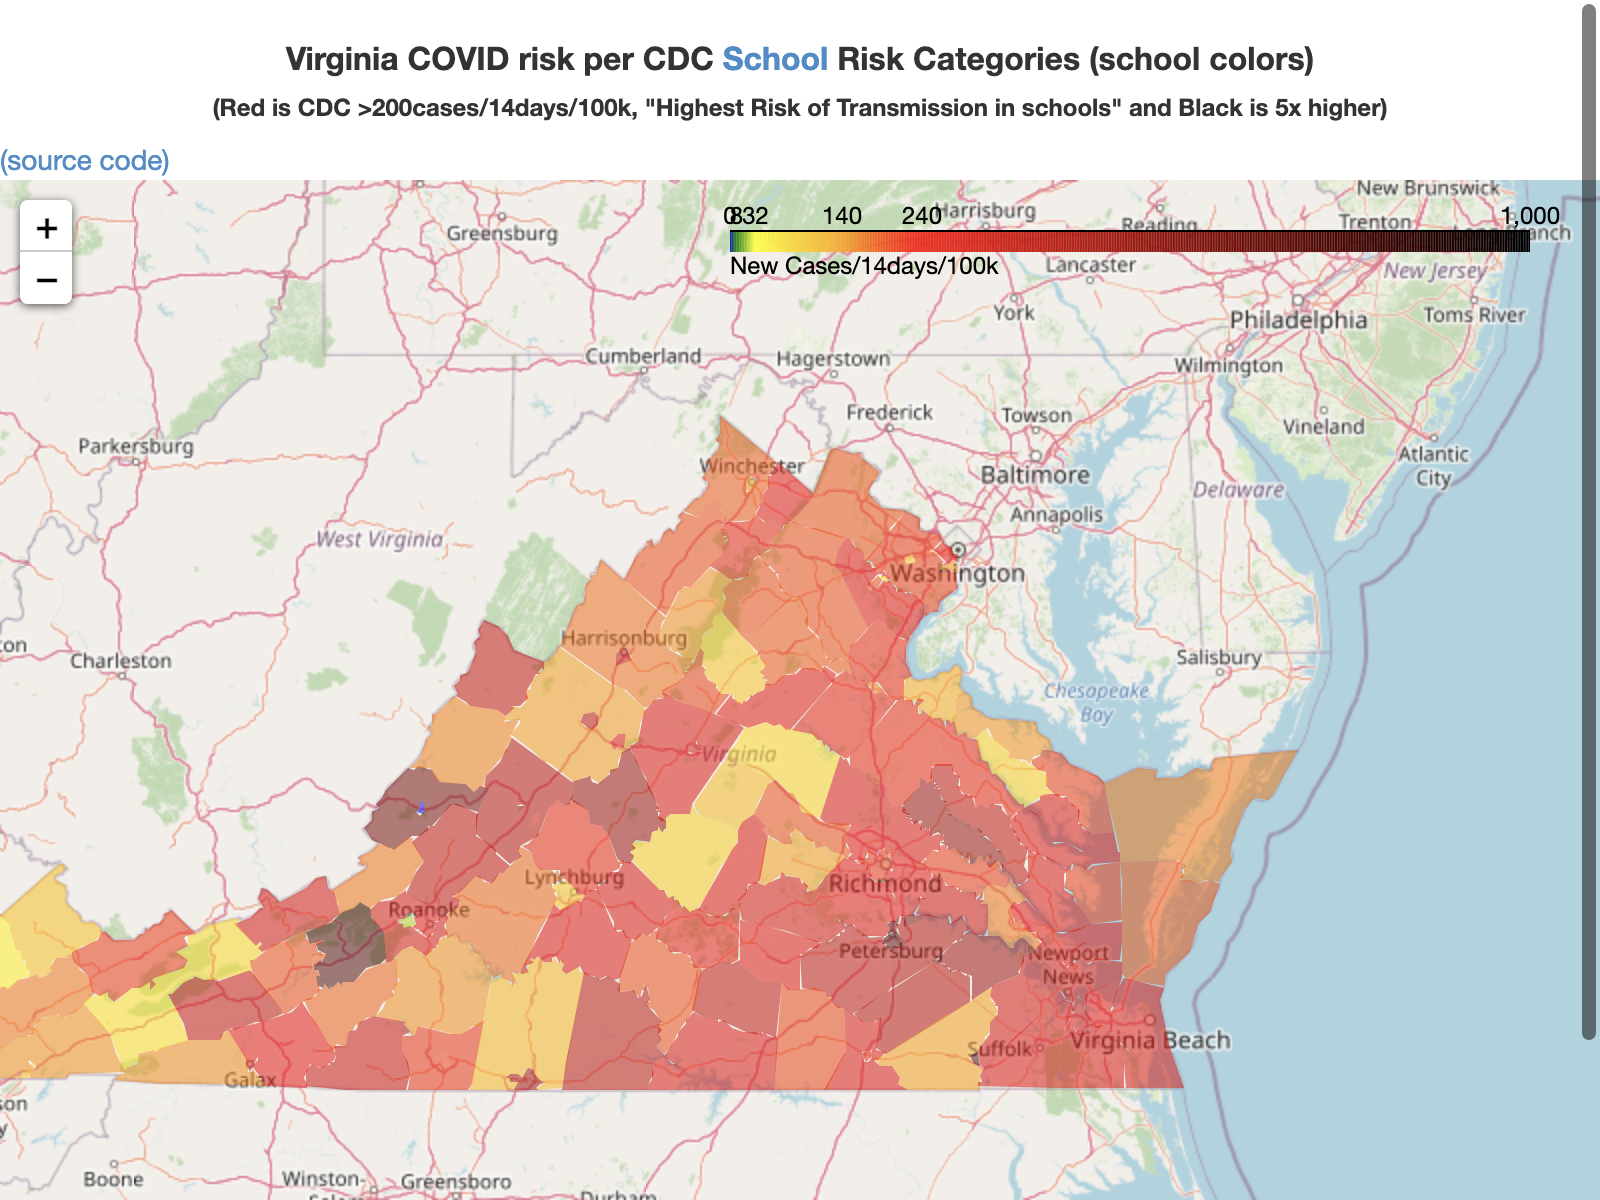 Virginia COVID risk per CDC School Risk Categories (school colors)
(Red is CDC >200cases/14days/100k, "Highest Risk of Transmission in schools" and Black is 5x higher)
(source code)
+
−
0 8 32 140 240 1,000
New Cases/14days/100k
New Brunswick
Harrisburg
Reading
Trenton
Long Branch
Greensburg
Lancaster
New Jersey
York
Philadelphia
Toms River
Cumberland
Hagerstown
Wilmington
Frederick
Towson
Vineland
Parkersburg
Winchester
Baltimore
Atlantic
City
Delaware
Annapolis
West Virginia
Washington
Harrisonburg
Charleston
Salisbury
Chesapeake
Bay
Virginia
Lynchburg
Richmond
Roanoke
Petersburg
Newport
News
Suffolk
Virginia Beach
Galax
son
y
Boone
Winston-
Salem
Greensboro
Durham